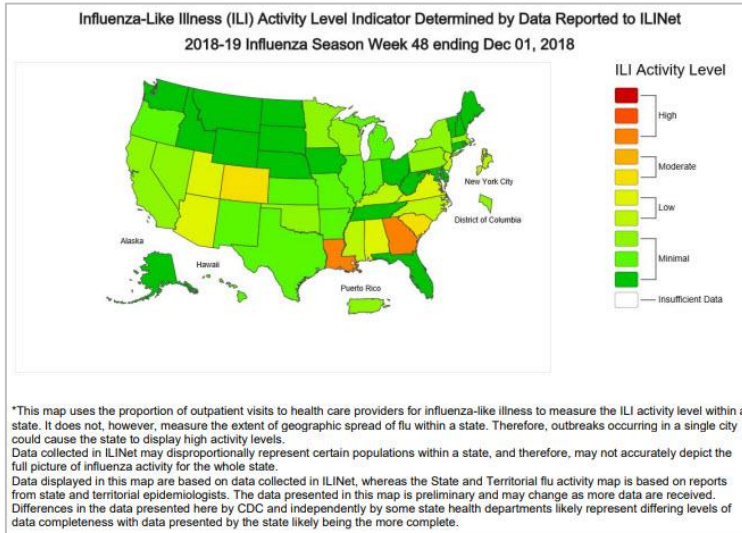 Influenza-Like Illness (ILI) Activity Level Indicator Determined by Data Reported to ILINet
2018-19 Influenza Season Week 48 ending Dec 01, 2018
ILI Activity Level
High
Moderate
New York City
Low
District of Columbia
Alaska
Hawaii
Minimal
Puerto Rico
Insufficient Data
*This map uses the proportion of outpatient visits to health care providers for influenza-like illness to measure the ILI activity level within a
state. It does not, however, measure the extent of geographic spread of flu within a state. Therefore, outbreaks occurring in a single city
could cause the state to display high activity levels.
Data collected in ILINet may disproportionally represent certain populations within a state, and therefore, may not accurately depict the
full picture of influenza activity for the whole state.
Data displayed in this map are based on data collected in ILINet, whereas the State and Territorial flu activity map is based on reports
from state and territorial epidemiologists. The data presented in this map is preliminary and may change as more data are received.
Differences in the data presented here by CDC and independently by some state health departments likely represent differing levels of
data completeness with data presented by the state likely being the more complete.